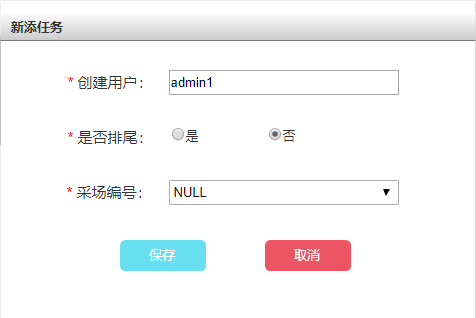 新添任务
* 创建用户： admin1
* 是否排尾： 是 否
* 采场编号： NULL ▼
保存 取消